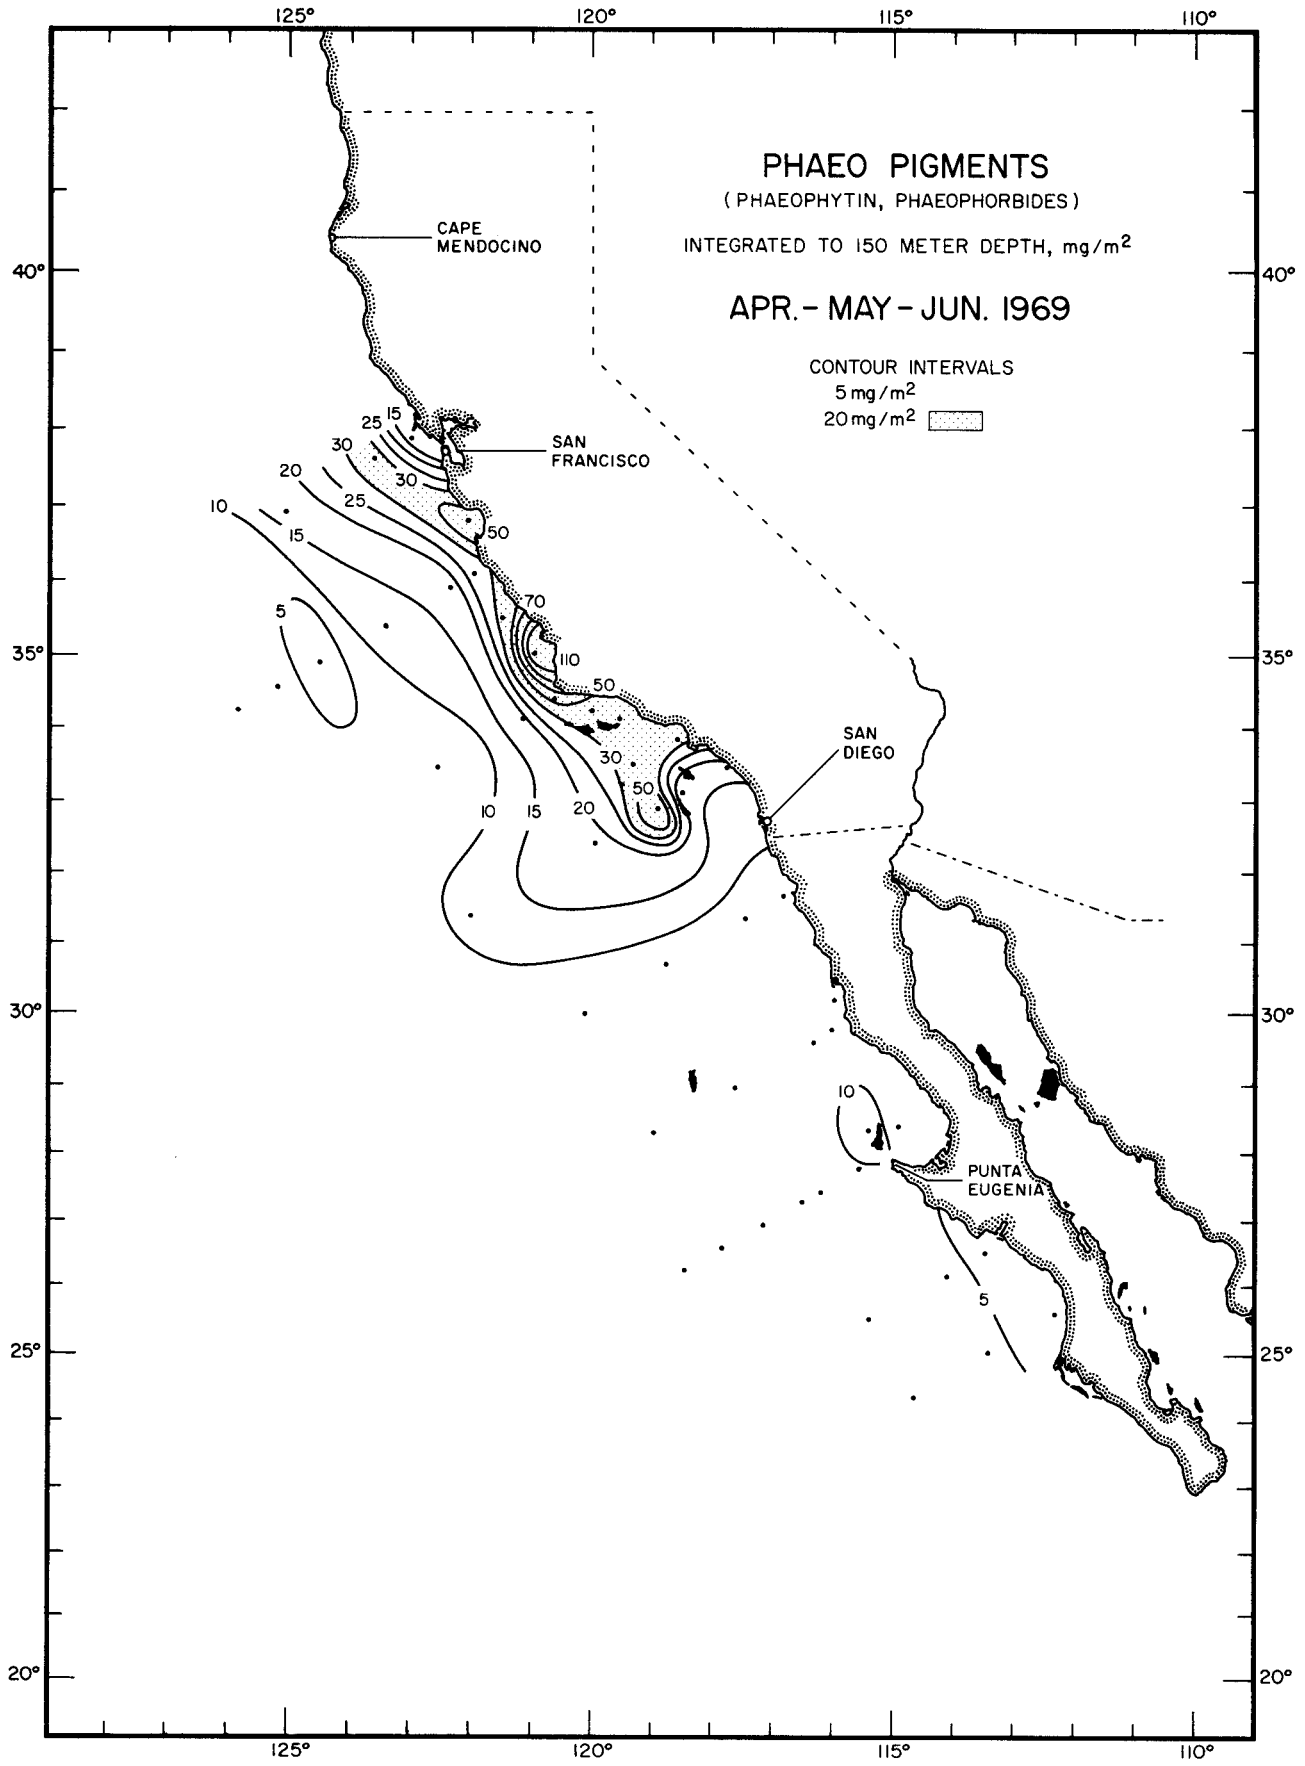 125° 120° 115° 110°
PHAEO PIGMENTS
(PHAEOPHYTIN, PHAEOPHORBIDES)
INTEGRATED TO 150 METER DEPTH, mg/m²
APR.-MAY-JUN. 1969
CONTOUR INTERVALS
5 mg/m²
20 mg/m²
CAPE
MENDOCINO
40° 40°
15
25
30
SAN
FRANCISCO
20
30
25
10
15
50
5
70
35° 35°
110
50
SAN
DIEGO
30
50
10 15 20
30° 30°
10
PUNTA
EUGENIA
5
25° 25°
20° 20°
125° 120° 115° 110°